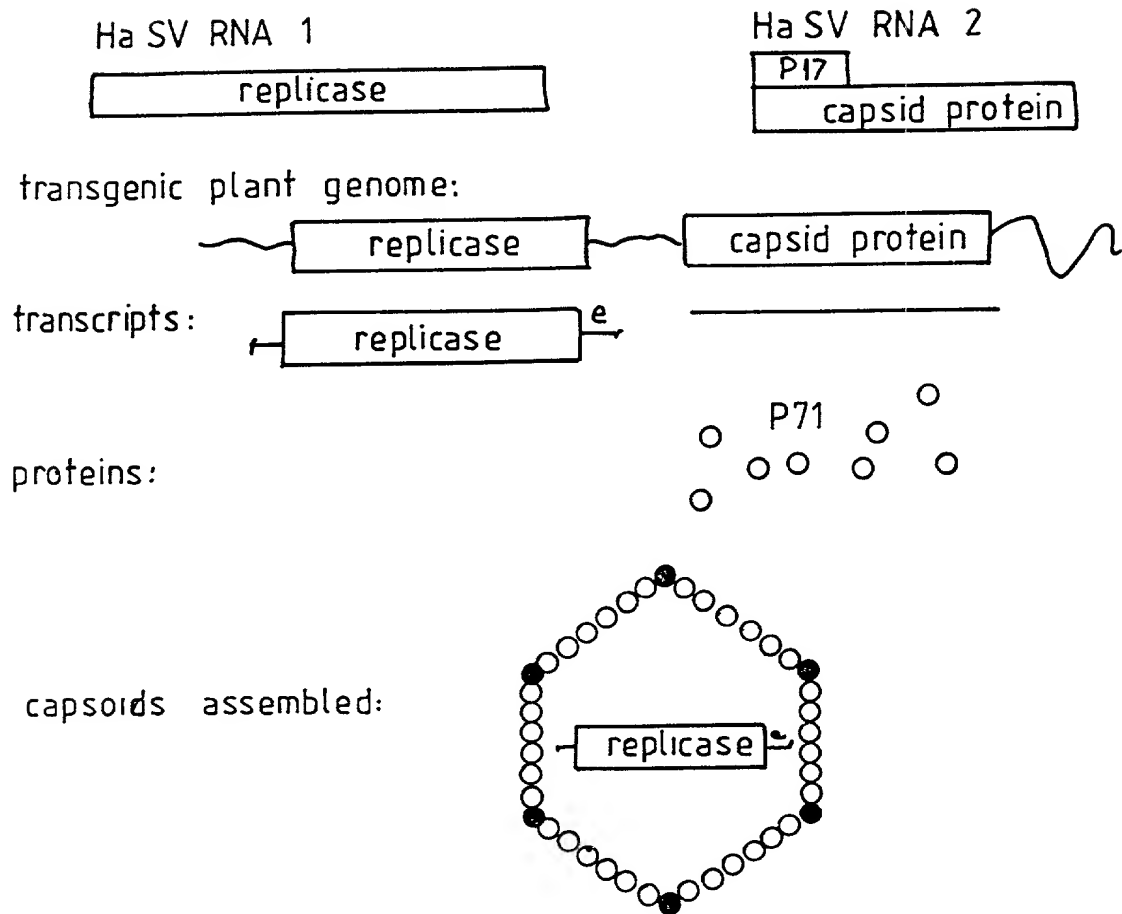 Ha SV RNA 1
Ha SV RNA 2
replicase
P17
capsid protein
transgenic plant genome:
replicase
capsid protein
transcripts:
replicase
e
P71
proteins:
capsoids assembled:
replicase
e